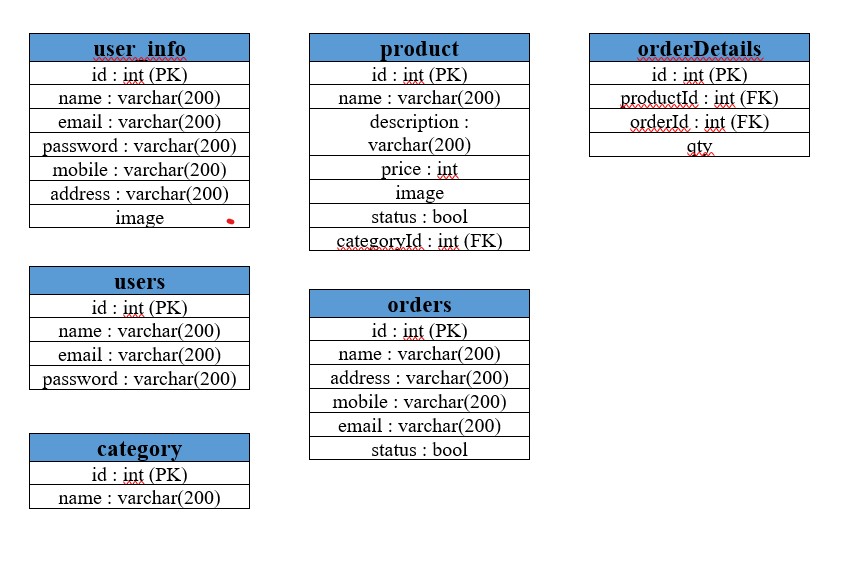 user_info
id : int (PK)
name : varchar(200)
email : varchar(200)
password : varchar(200)
mobile : varchar(200)
address : varchar(200)
image
users
id : int (PK)
name : varchar(200)
email : varchar(200)
password : varchar(200)
category
id : int (PK)
name : varchar(200)
product
id : int (PK)
name : varchar(200)
description :
varchar(200)
price : int
image
status : bool
categoryId : int (FK)
orders
id : int (PK)
name : varchar(200)
address : varchar(200)
mobile : varchar(200)
email : varchar(200)
status : bool
orderDetails
id : int (PK)
productId : int (FK)
orderId : int (FK)
qty